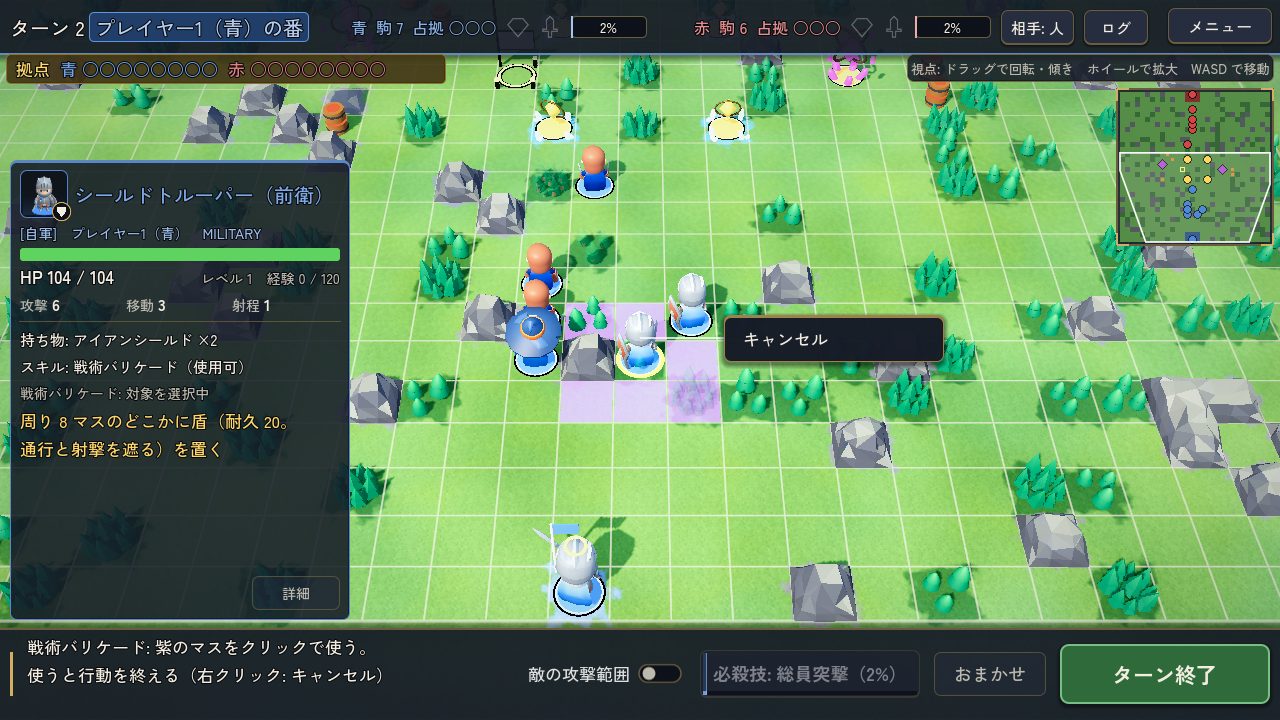 ターン 2 プレイヤー1（青）の番 青 駒 7 占拠 〇〇〇 2% 赤 駒 6 占拠 〇〇〇 2% 相手: 人 ログ メニュー
拠点 青 〇〇〇〇〇〇〇〇 赤 〇〇〇〇〇〇〇〇
視点: ドラッグで回転・傾き ホイールで拡大 WASD で移動
シールドトルーパー（前衛）
[自軍] プレイヤー1（青） MILITARY
HP 104 / 104 レベル 1 経験 0 / 120
攻撃 6 移動 3 射程 1
持ち物: アイアンシールド ×2
スキル: 戦術バリケード（使用可）
戦術バリケード: 対象を選択中
周り 8 マスのどこかに盾（耐久 20。
通行と射撃を遮る）を置く
詳細
キャンセル
戦術バリケード: 紫のマスをクリックで使う。
使うと行動を終える（右クリック: キャンセル）
敵の攻撃範囲
必殺技: 総員突撃（2%）
おまかせ
ターン終了